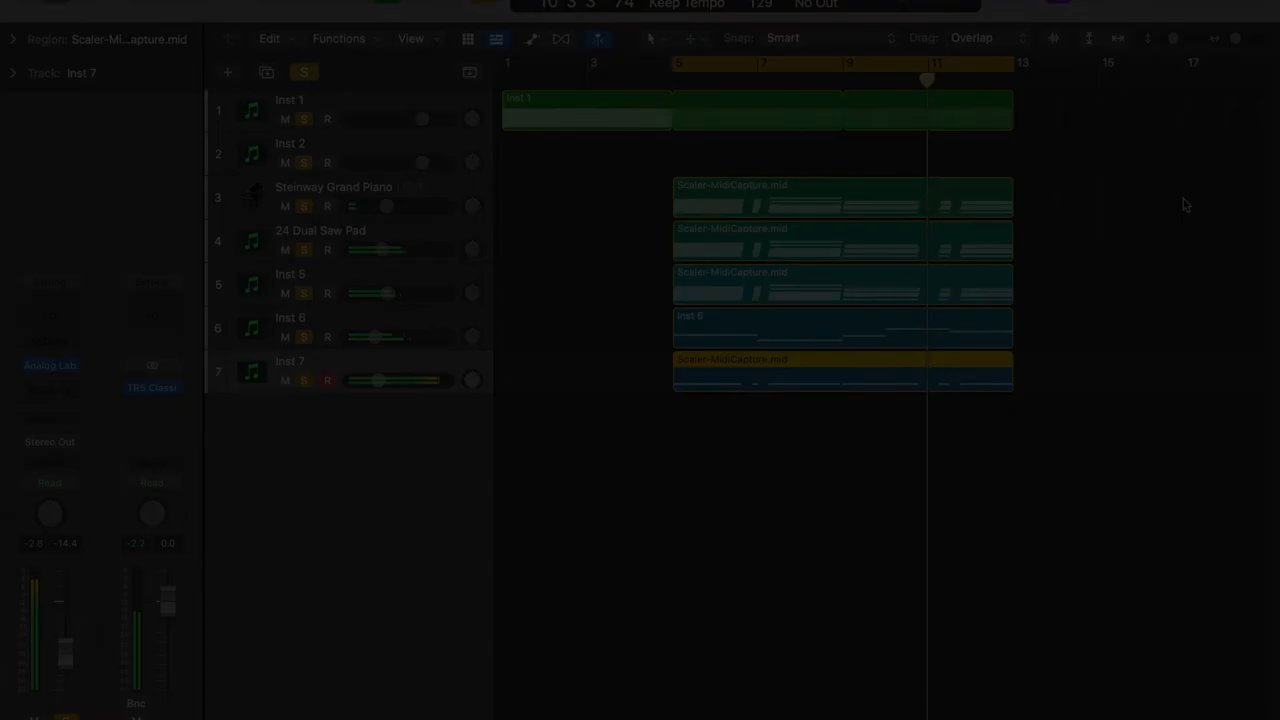 10 3 3 74 Keep Tempo 129 No Out
Region: Scaler-Mi...apture.mid
Edit Functions View Snap: Smart Drag: Overlap
Track: Inst 7
S
1 3 5 7 9 11 13 15 17
1 Inst 1
M S R
Inst 1
2 Inst 2
M S R
3 Steinway Grand Piano
M S R
Scaler-MidiCapture.mid
4 24 Dual Saw Pad
M S R
Scaler-MidiCapture.mid
5 Inst 5
M S R
Scaler-MidiCapture.mid
6 Inst 6
M S R
Inst 6
7 Inst 7
M S R
Scaler-MidiCapture.mid
Setting
EQ
Analog Lab
TR5 Classi
Stereo Out
Read Read
-2.8 -14.4 -2.2 0.0
Bnc
M S M